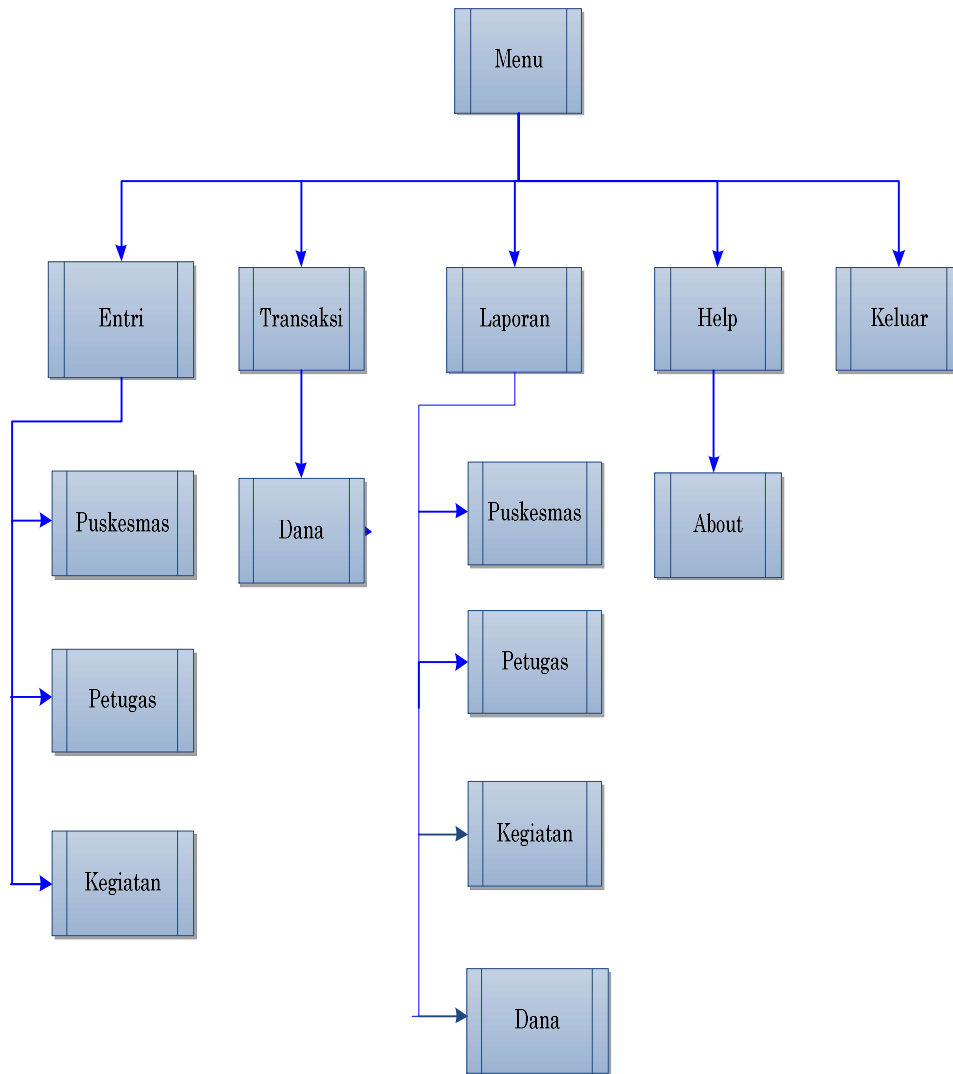 Menu
Entri
Transaksi
Laporan
Help
Keluar
Puskesmas
Dana
Puskesmas
About
Petugas
Petugas
Kegiatan
Kegiatan
Dana